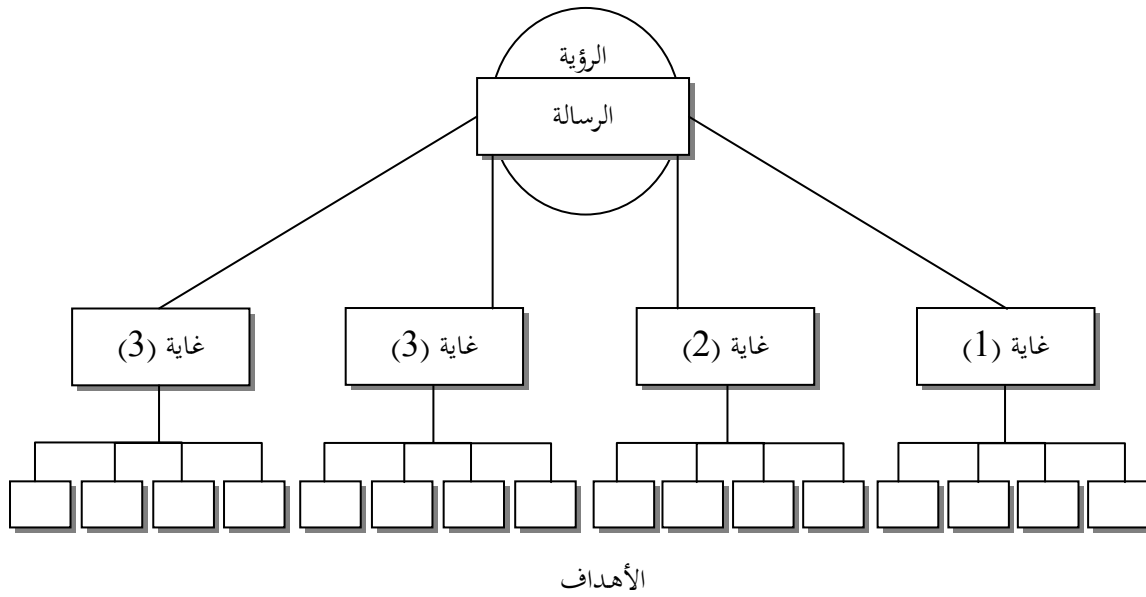 الرؤية
الرسالة
غاية (1)
غاية (2)
غاية (3)
غاية (3)
الأهداف